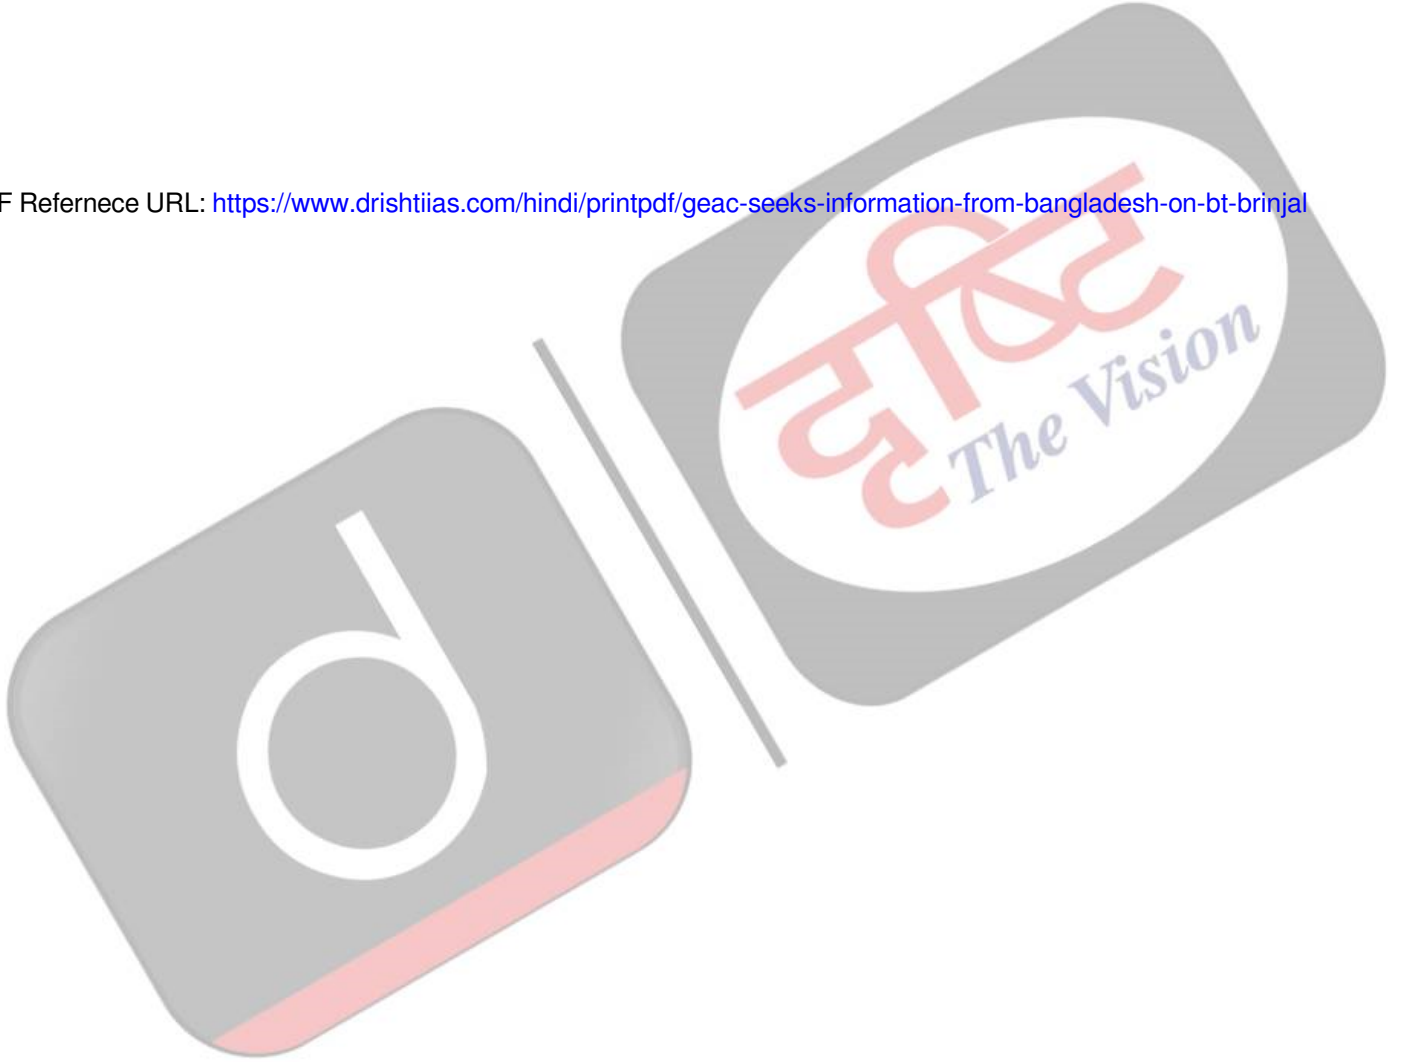 F Refernece URL: https://www.drishtiias.com/hindi/printpdf/geac-seeks-information-from-bangladesh-on-bt-brinjal
दृष्टि
The Vision
d